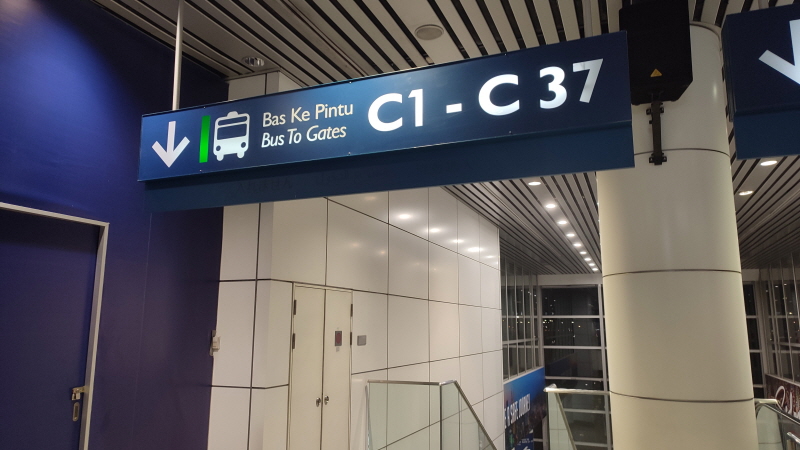 Bas Ke Pintu
Bus To Gates
C1 - C 37